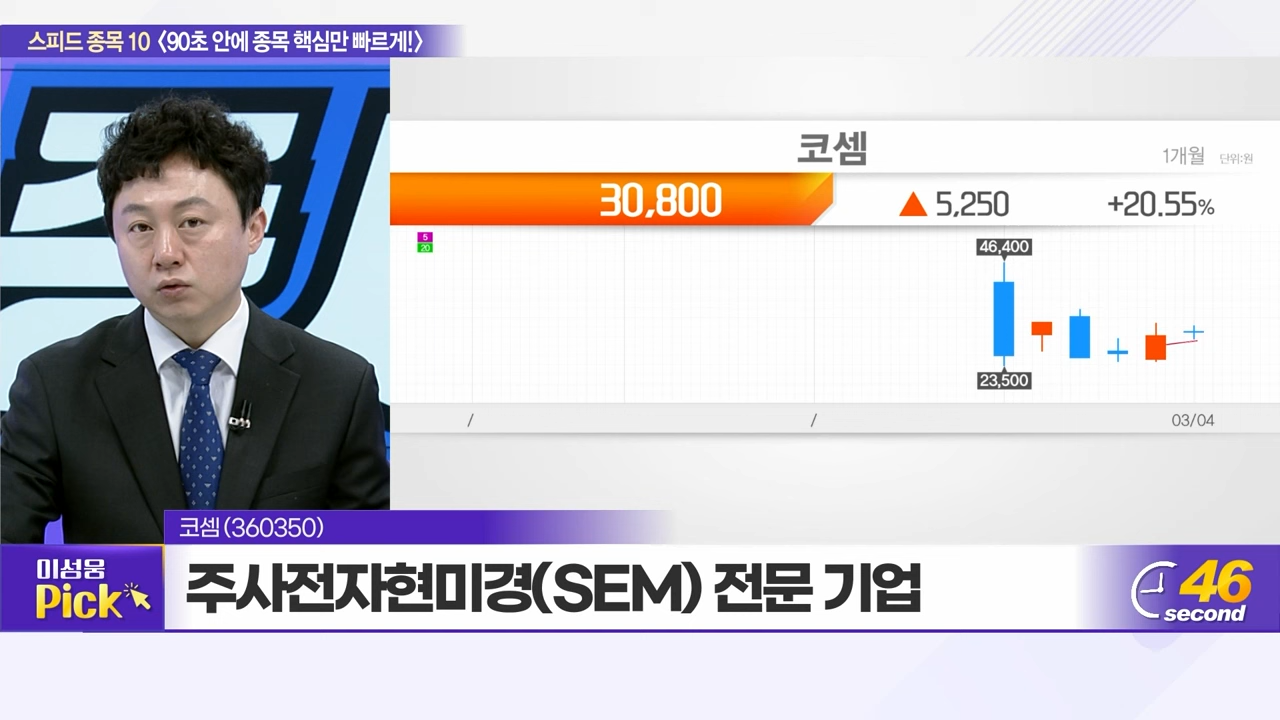 스피드 종목 10 〈90초 안에 종목 핵심만 빠르게!〉
코셈
1개월 단위:원
30,800 ▲ 5,250 +20.55%
5
20
46,400
23,500
/ / 03/04
코셈(360350)
이성웅
Pick
주사전자현미경(SEM) 전문 기업
46
second